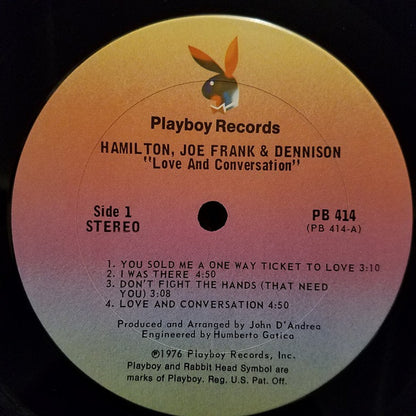 Playboy Records
HAMILTON, JOE FRANK & DENNISON
"Love And Conversation"
Side 1
STEREO
PB 414
(PB 414-A)
1. YOU SOLD ME A ONE WAY TICKET TO LOVE 3:10
2. I WAS THERE 4:50
3. DON'T FIGHT THE HANDS (THAT NEED
YOU) 3:08
4. LOVE AND CONVERSATION 4:50
Produced and Arranged by John D'Andrea
Engineered by Humberto Gatica
℗1976 Playboy Records, Inc.
Playboy and Rabbit Head Symbol are
marks of Playboy. Reg. U.S. Pat. Off.